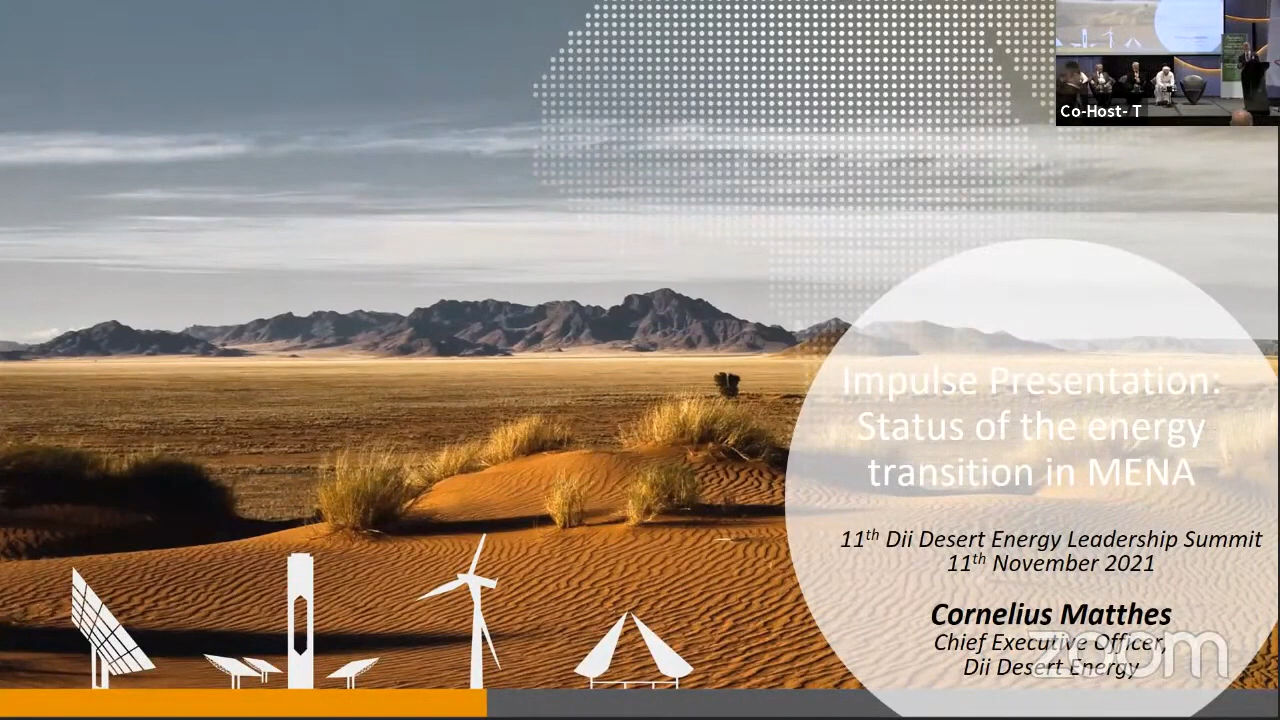 Co-Host- T
Impulse Presentation:
Status of the energy
transition in MENA
11th Dii Desert Energy Leadership Summit
11th November 2021
Cornelius Matthes
Chief Executive Officer,
Dii Desert Energy
zoom